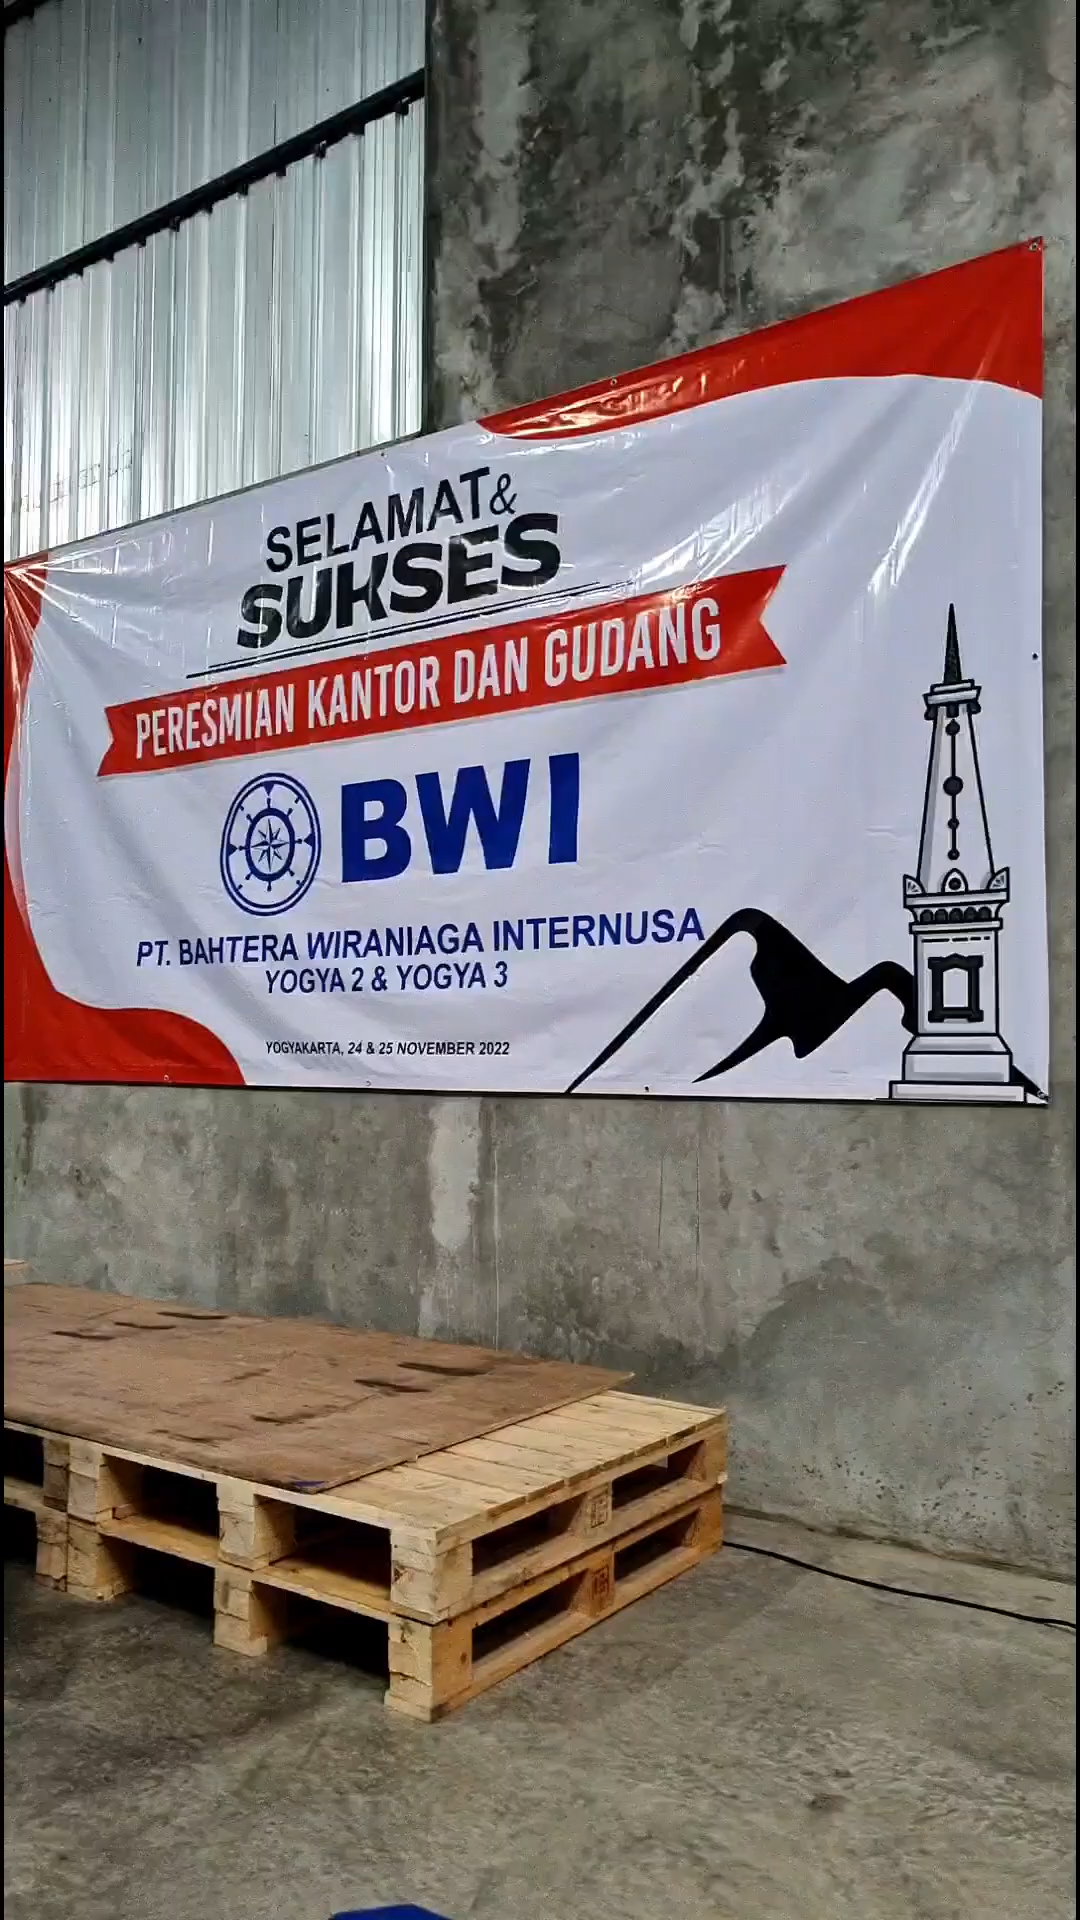 SELAMAT &
SUKSES
PERESMIAN KANTOR DAN GUDANG
BWI
PT. BAHTERA WIRANIAGA INTERNUSA
YOGYA 2 & YOGYA 3
YOGYAKARTA, 24 & 25 NOVEMBER 2022